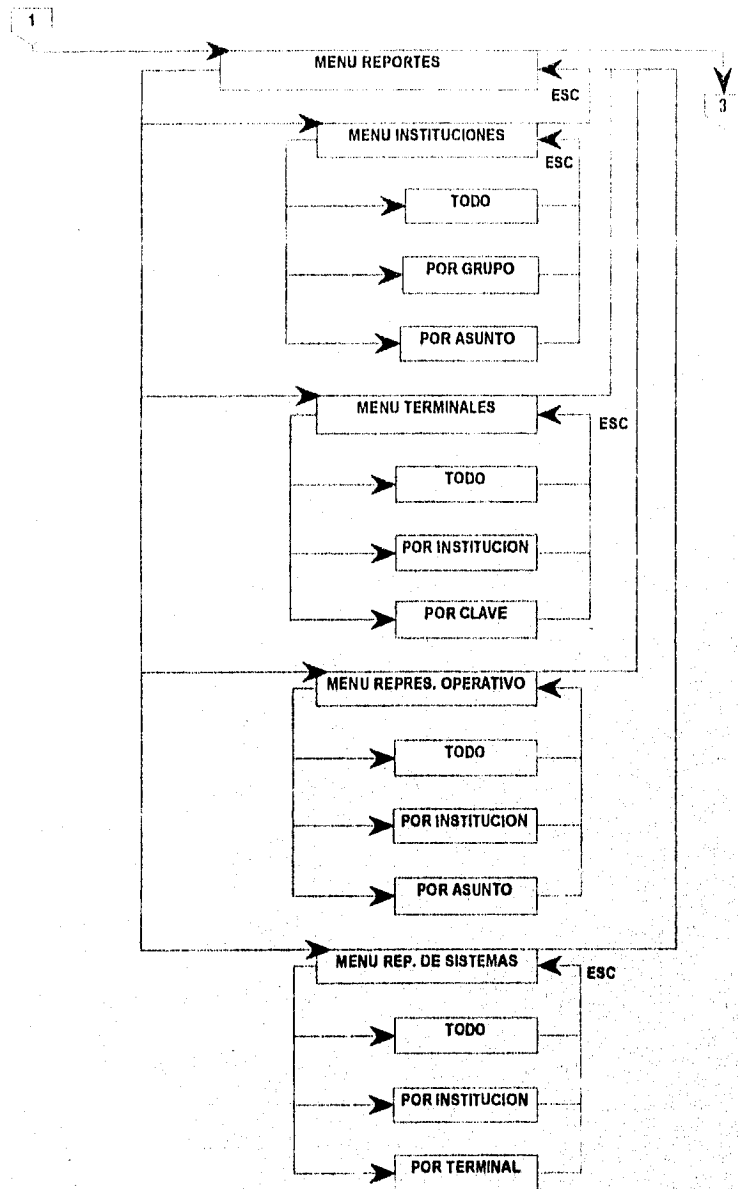 1
MENU REPORTES
ESC
3
MENU INSTITUCIONES
ESC
TODO
POR GRUPO
POR ASUNTO
MENU TERMINALES
ESC
TODO
POR INSTITUCION
POR CLAVE
MENU REPRES. OPERATIVO
TODO
POR INSTITUCION
POR ASUNTO
MENU REP. DE SISTEMAS
ESC
TODO
POR INSTITUCION
POR TERMINAL